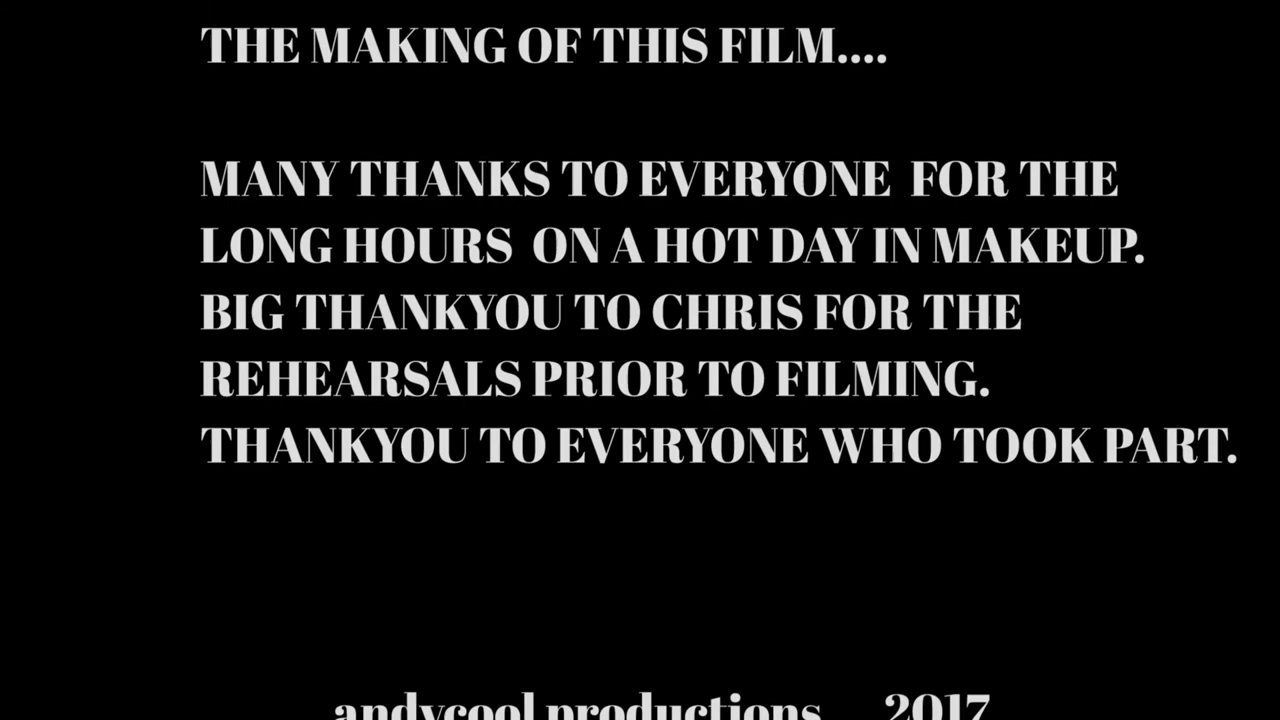 THE MAKING OF THIS FILM....
MANY THANKS TO EVERYONE  FOR THE
LONG HOURS  ON A HOT DAY IN MAKEUP.
BIG THANKYOU TO CHRIS FOR THE
REHEARSALS PRIOR TO FILMING.
THANKYOU TO EVERYONE WHO TOOK PART.
andycool productions 2017